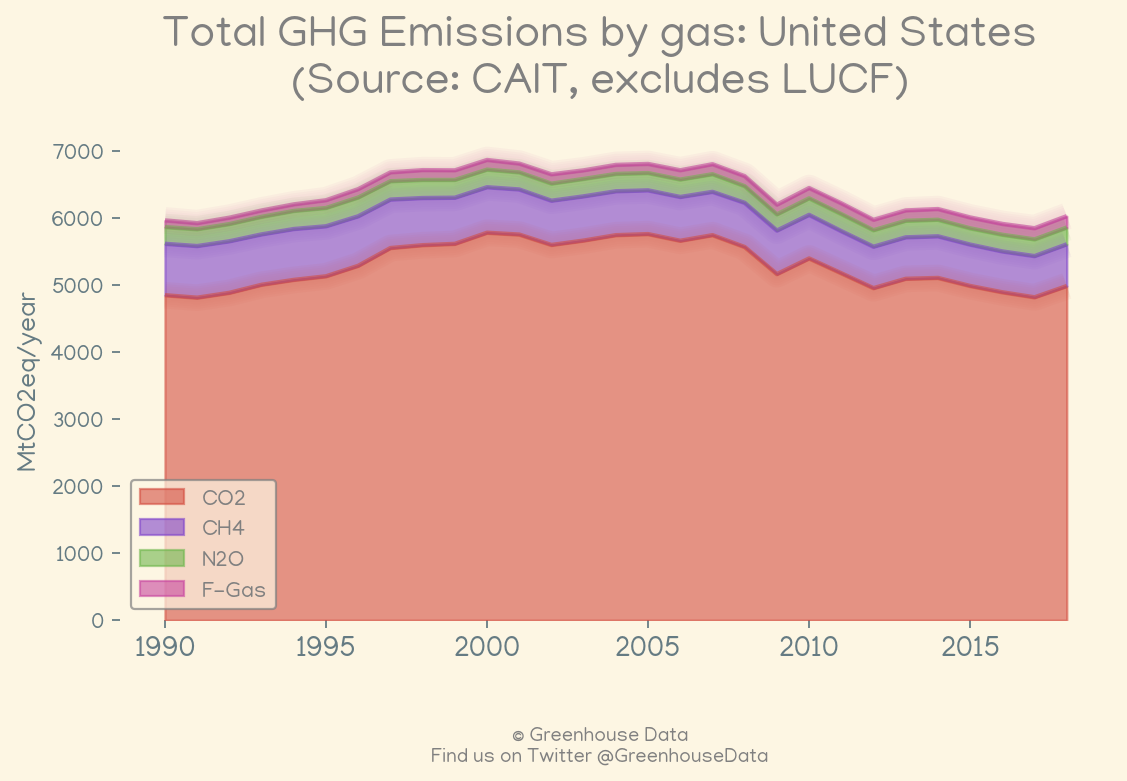 Total GHG Emissions by gas: United States
(Source: CAIT, excludes LUCF)
MtCO2eq/year
7000
6000
5000
4000
3000
2000
1000
0
CO2
CH4
N2O
F-Gas
1990 1995 2000 2005 2010 2015
© Greenhouse Data
Find us on Twitter @GreenhouseData